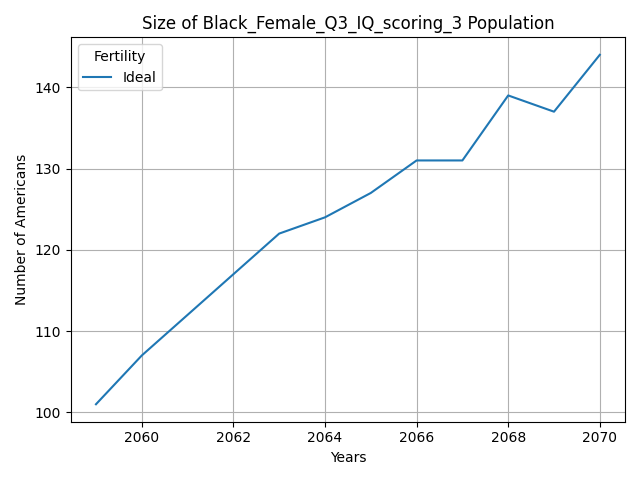 Size of Black_Female_Q3_IQ_scoring_3 Population
Fertility
Ideal
Number of Americans
140
130
120
110
100
2060 2062 2064 2066 2068 2070
Years